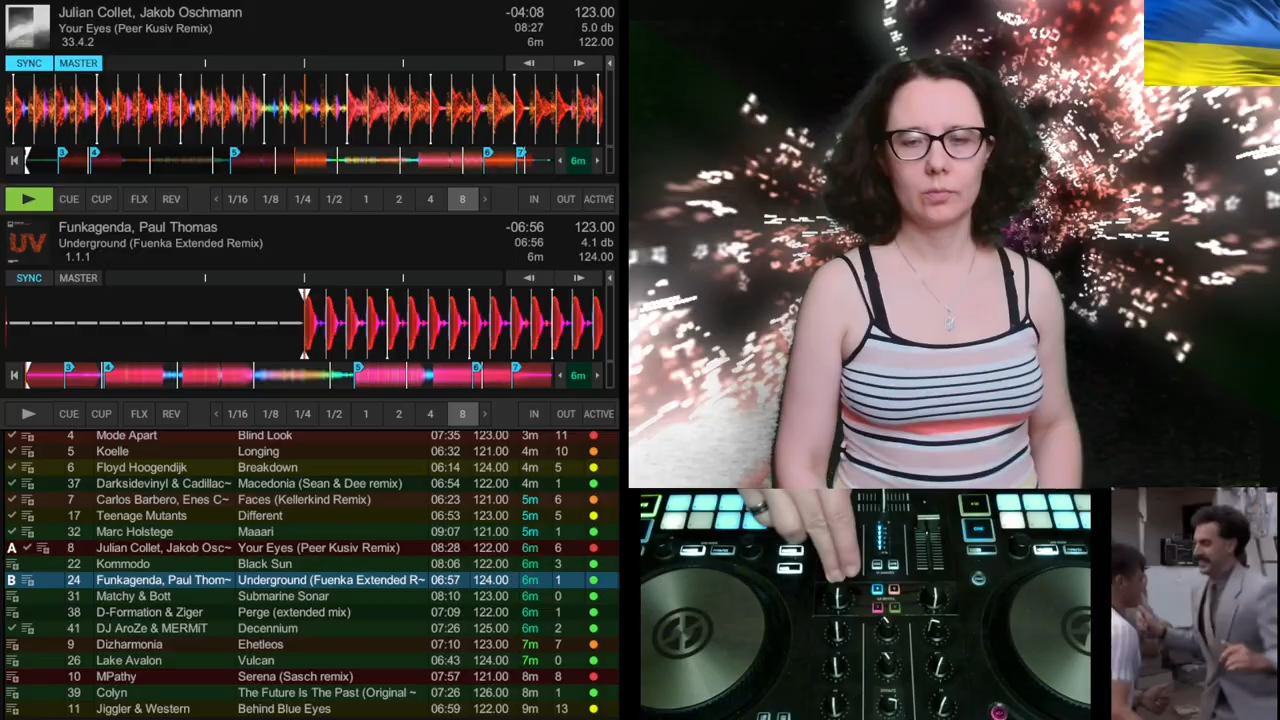 Julian Collet, Jakob Oschmann -04:08 123.00
Your Eyes (Peer Kusiv Remix) 08:27 5.0 db
33.4.2 6m 122.00
SYNC MASTER
3 4 5 6 7 6m
CUE CUP FLX REV 1/16 1/8 1/4 1/2 1 2 4 8 IN OUT ACTIVE
Funkagenda, Paul Thomas -06:56 123.00
UV Underground (Fuenka Extended Remix) 06:56 4.1 db
1.1.1 6m 124.00
SYNC MASTER
3 4 5 6 7 6m
CUE CUP FLX REV 1/16 1/8 1/4 1/2 1 2 4 8 IN OUT ACTIVE
4 Mode Apart Blind Look 07:35 123.00 3m 11
5 Koelle Longing 06:32 121.00 4m 10
6 Floyd Hoogendijk Breakdown 06:14 124.00 4m 5
37 Darksidevinyl & Cadillac~ Macedonia (Sean & Dee remix) 06:54 122.00 4m 1
7 Carlos Barbero, Enes C~ Faces (Kellerkind Remix) 06:23 121.00 5m 6
17 Teenage Mutants Different 06:53 123.00 5m 5
32 Marc Holstege Maaari 09:07 121.00 5m 1
A 8 Julian Collet, Jakob Osc~ Your Eyes (Peer Kusiv Remix) 08:28 122.00 6m 6
22 Kommodo Black Sun 08:06 122.00 6m 3
B 24 Funkagenda, Paul Thom~ Underground (Fuenka Extended R~ 06:57 124.00 6m 1
31 Matchy & Bott Submarine Sonar 08:10 123.00 6m 0
38 D-Formation & Ziger Perge (extended mix) 07:09 122.00 6m 1
41 DJ AroZe & MERMiT Decennium 07:26 125.00 6m 2
9 Dizharmonia Ehetleos 07:10 123.00 7m 7
26 Lake Avalon Vulcan 06:43 124.00 7m 0
10 MPathy Serena (Sasch remix) 07:57 121.00 8m 8
39 Colyn The Future Is The Past (Original ~ 07:26 126.00 8m 1
11 Jiggler & Western Behind Blue Eyes 06:59 122.00 9m 13